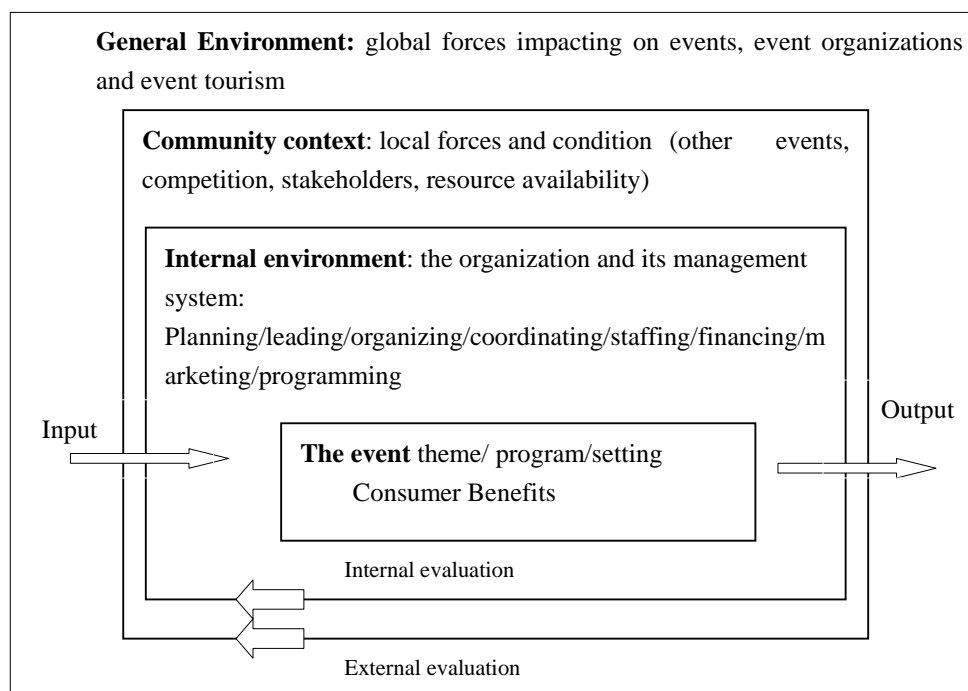 General Environment: global forces impacting on events, event organizations
and event tourism
Community context: local forces and condition (other events,
competition, stakeholders, resource availability)
Internal environment: the organization and its management
system:
Planning/leading/organizing/coordinating/staffing/financing/m
arketing/programming
Input
Output
The event theme/ program/setting
Consumer Benefits
Internal evaluation
External evaluation